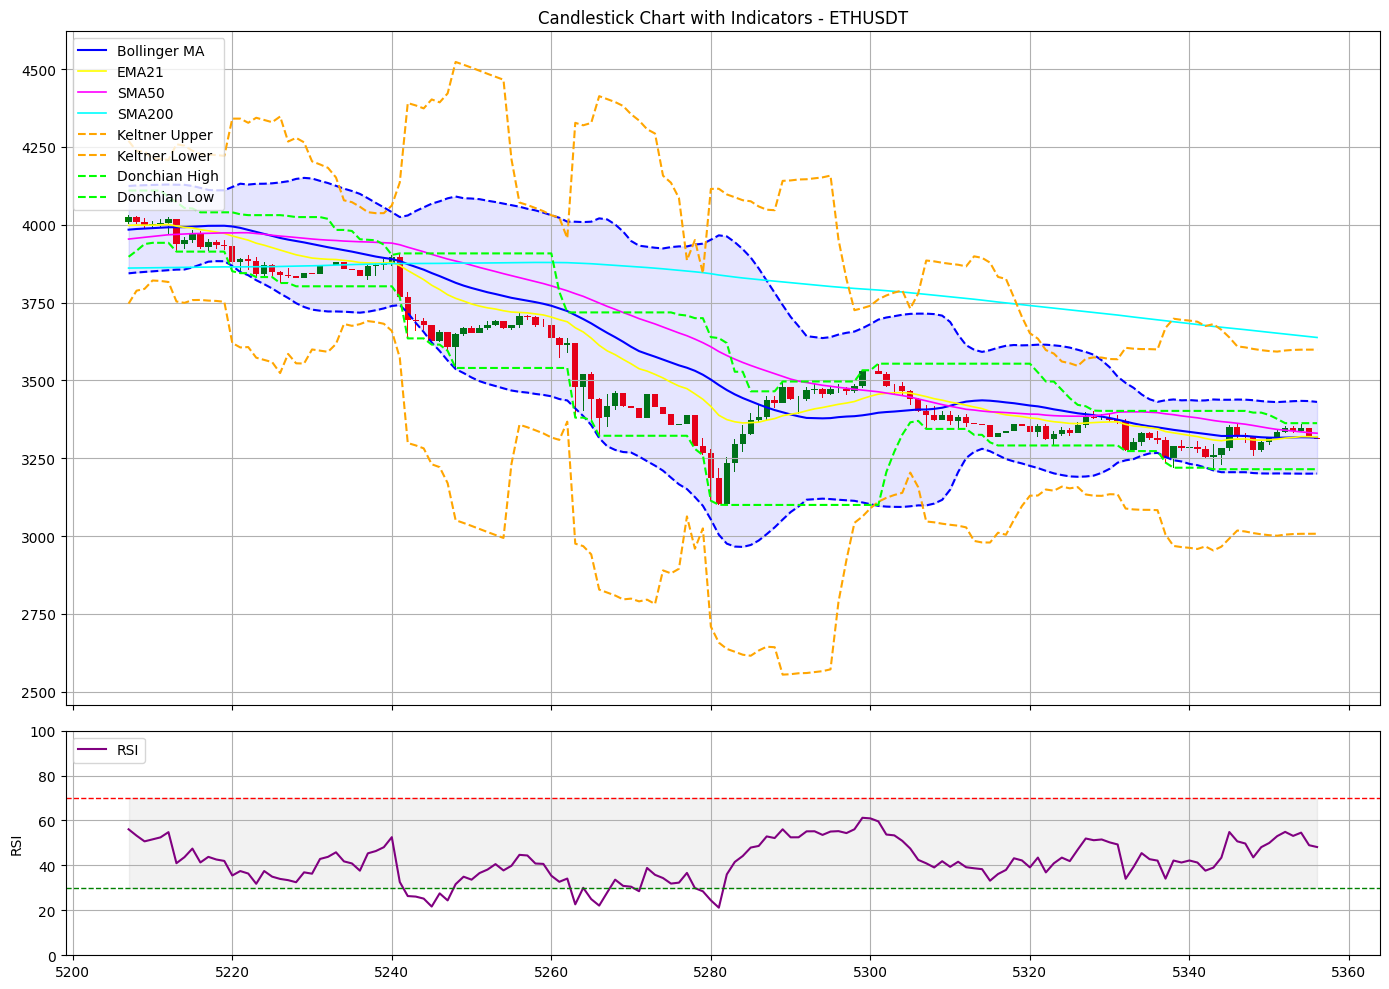 Candlestick Chart with Indicators - ETHUSDT
Bollinger MA
EMA21
SMA50
SMA200
Keltner Upper
Keltner Lower
Donchian High
Donchian Low
4500
4250
4000
3750
3500
3250
3000
2750
2500
RSI
100
80
60
40
20
0
RSI
5200 5220 5240 5260 5280 5300 5320 5340 5360